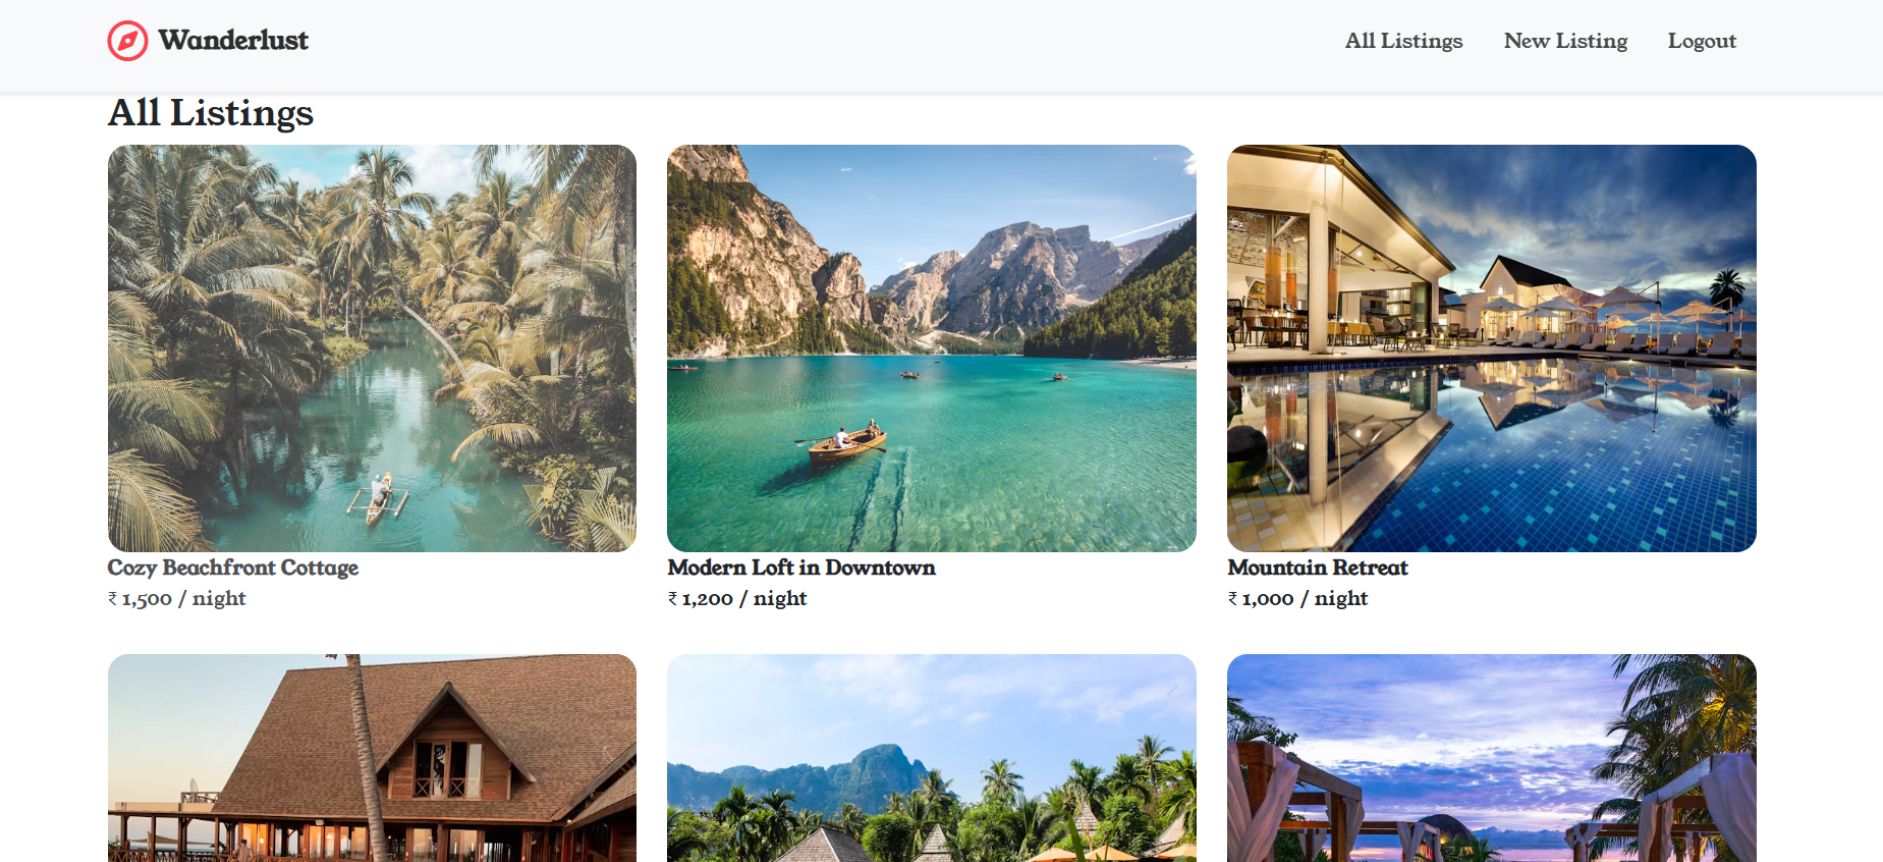 Wanderlust
All Listings
New Listing
Logout
All Listings
Cozy Beachfront Cottage
₹ 1,500 / night
Modern Loft in Downtown
₹ 1,200 / night
Mountain Retreat
₹ 1,000 / night